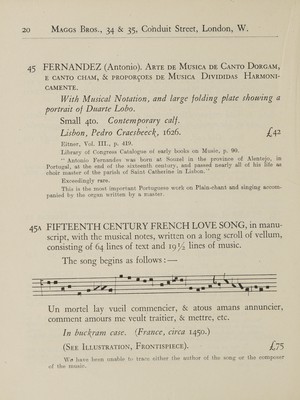 20 MAGGS BROS., 34 & 35, Conduit Street, London, W.
45 FERNANDEZ (Antonio). ARTE DE MUSICA DE CANTO DORGAM,
E CANTO CHAM, & PROPORÇOES DE MUSICA DIVIDIDAS HARMONI-
CAMENTE.
With Musical Notation, and large folding plate showing a
portrait of Duarte Lobo.
Small 4to. Contemporary calf.
Lisbon, Pedro Craesbeeck, 1626. £42
Eitner, Vol. III., p. 419.
Library of Congress Catalogue of early books on Music, p. 90.
" Antonio Fernandez was born at Souzel in the province of Alentejo, in
Portugal, at the end of the sixteenth century, and passed nearly all of his life as
choir master of the parish of Saint Catherine in Lisbon."
Exceedingly rare.
This is the most important Portuguese work on Plain-chant and singing accom-
panied by the organ written by a master.
45A FIFTEENTH CENTURY FRENCH LOVE SONG, in manu-
script, with the musical notes, written on a long scroll of vellum,
consisting of 64 lines of text and 19½ lines of music.
The song begins as follows :—
Un mortel lay vueil commencier, & atous amans annuncier,
comment amours me veult traitier, & mettre, etc.
In buckram case. (France, circa 1450.)
(SEE ILLUSTRATION, FRONTISPIECE). £75
We have been unable to trace either the author of the song or the composer
of the music.